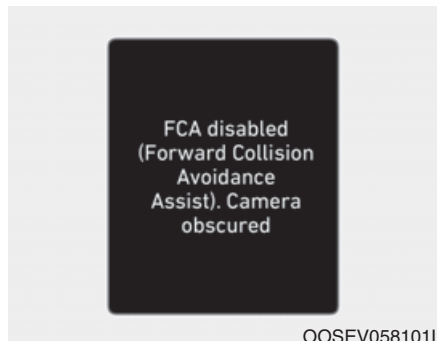 FCA disabled
(Forward Collision
Avoidance
Assist). Camera
obscured
OOSEV058101L